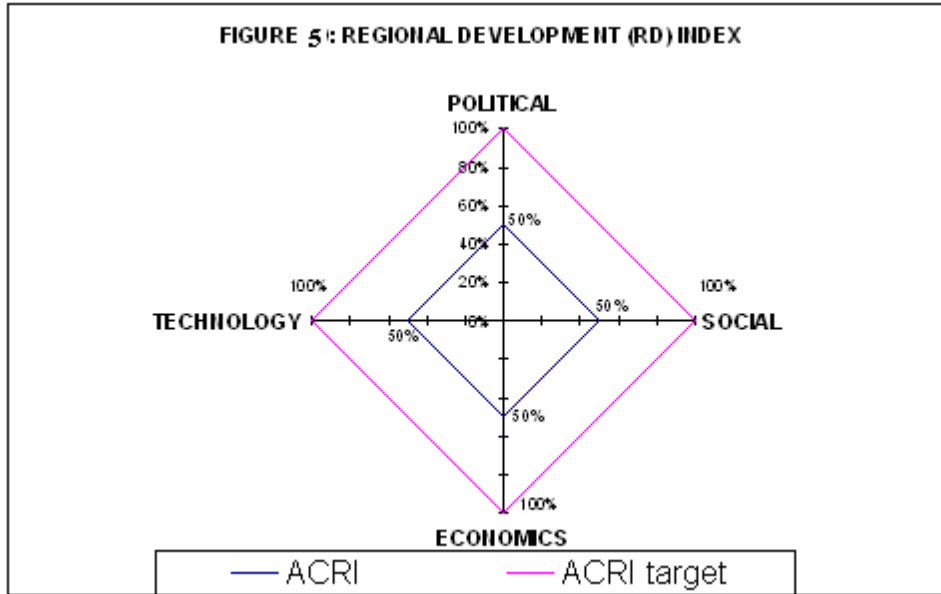 FIGURE 5: REGIONAL DEVELOPMENT (RD) INDEX
POLITICAL
100%
80%
60%
50%
40%
20%
100%
100%
TECHNOLOGY
0%
50%
SOCIAL
50%
50%
100%
ECONOMICS
ACRI
ACRI target